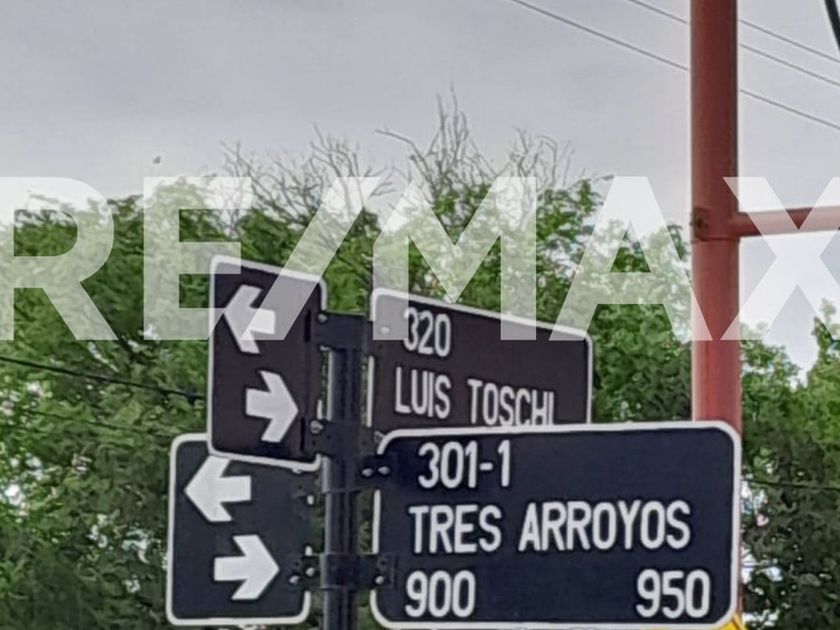 RE/MAX
320
LUIS TOSCHI
301-1
TRES ARROYOS
900 950